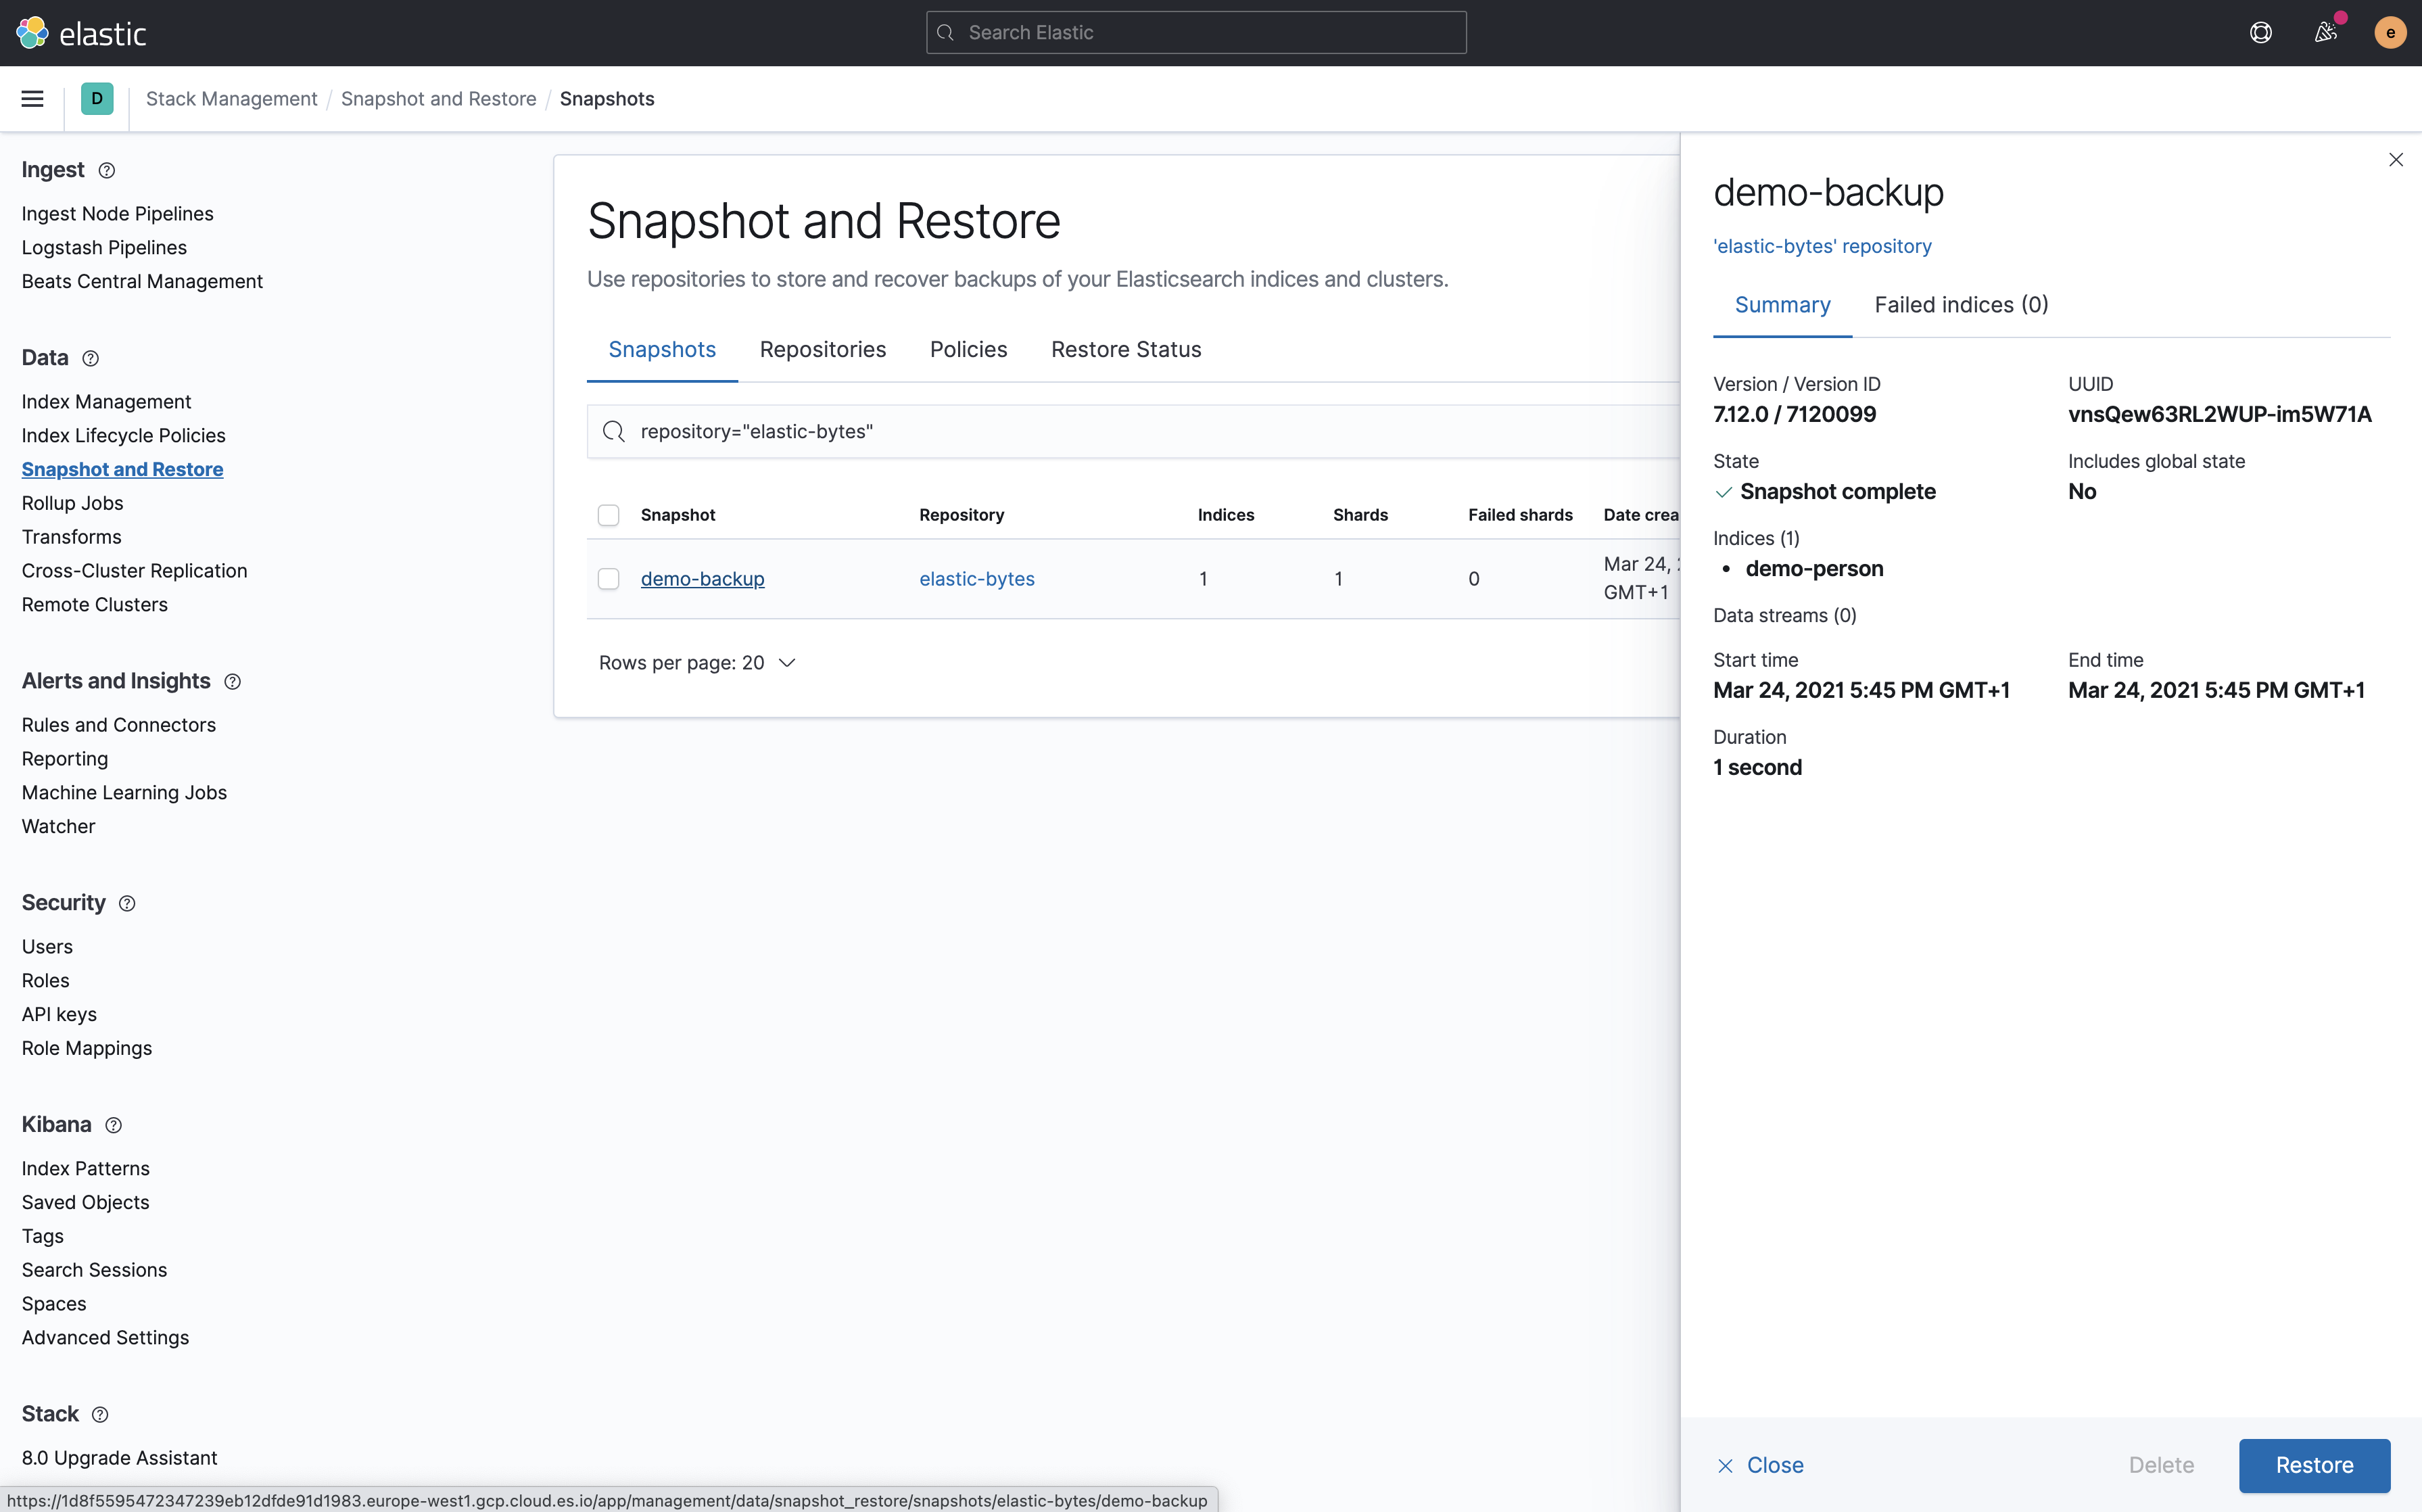 elastic
Search Elastic
e
D
Stack Management / Snapshot and Restore / Snapshots
Ingest
Ingest Node Pipelines
Logstash Pipelines
Beats Central Management
Data
Index Management
Index Lifecycle Policies
Snapshot and Restore
Rollup Jobs
Transforms
Cross-Cluster Replication
Remote Clusters
Alerts and Insights
Rules and Connectors
Reporting
Machine Learning Jobs
Watcher
Security
Users
Roles
API keys
Role Mappings
Kibana
Index Patterns
Saved Objects
Tags
Search Sessions
Spaces
Advanced Settings
Stack
8.0 Upgrade Assistant
Snapshot and Restore
Use repositories to store and recover backups of your Elasticsearch indices and clusters.
Snapshots Repositories Policies Restore Status
repository="elastic-bytes"
Snapshot Repository Indices Shards Failed shards Date crea
demo-backup elastic-bytes 1 1 0 Mar 24,
GMT+1
Rows per page: 20
demo-backup
'elastic-bytes' repository
Summary Failed indices (0)
Version / Version ID UUID
7.12.0 / 7120099 vnsQew63RL2WUP-im5W71A
State Includes global state
Snapshot complete No
Indices (1)
• demo-person
Data streams (0)
Start time End time
Mar 24, 2021 5:45 PM GMT+1 Mar 24, 2021 5:45 PM GMT+1
Duration
1 second
Close Delete Restore
https://1d8f5595472347239eb12dfde91d1983.europe-west1.gcp.cloud.es.io/app/management/data/snapshot_restore/snapshots/elastic-bytes/demo-backup